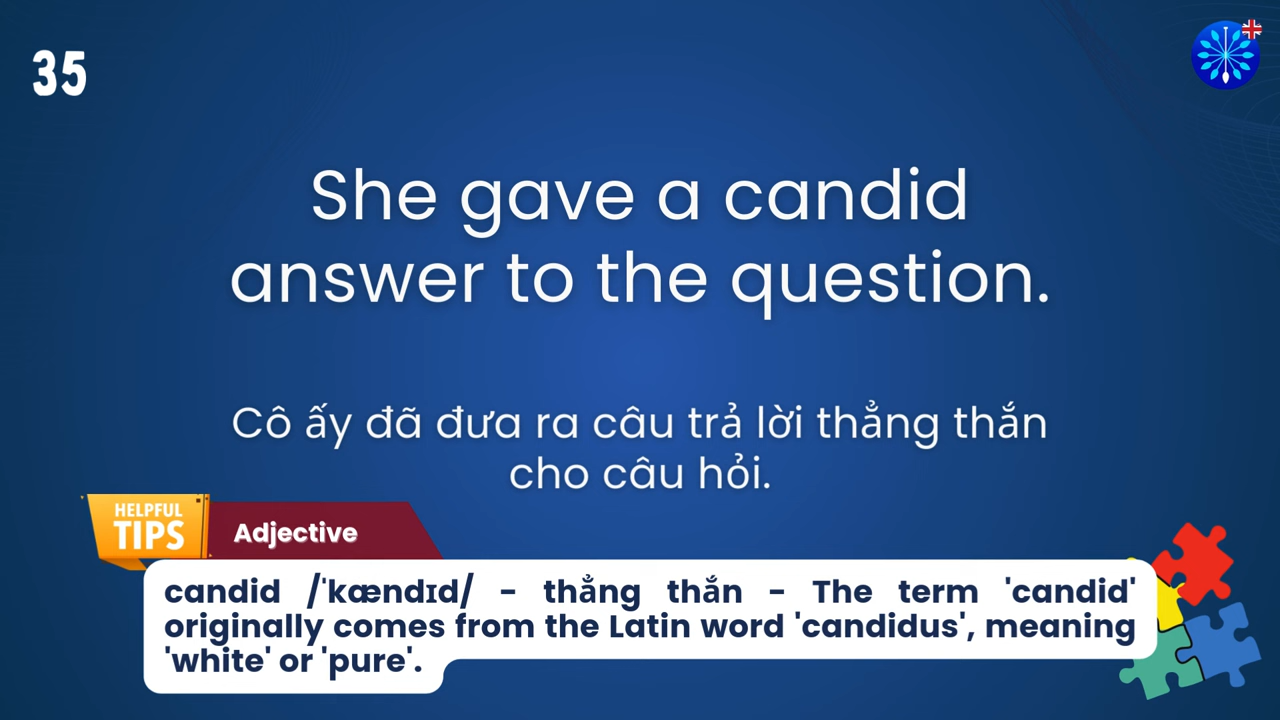 35
She gave a candid
answer to the question.
Cô ấy đã đưa ra câu trả lời thẳng thắn
cho câu hỏi.
HELPFUL
TIPS
Adjective
candid /'kændɪd/ - thẳng thắn - The term 'candid'
originally comes from the Latin word 'candidus', meaning
'white' or 'pure'.